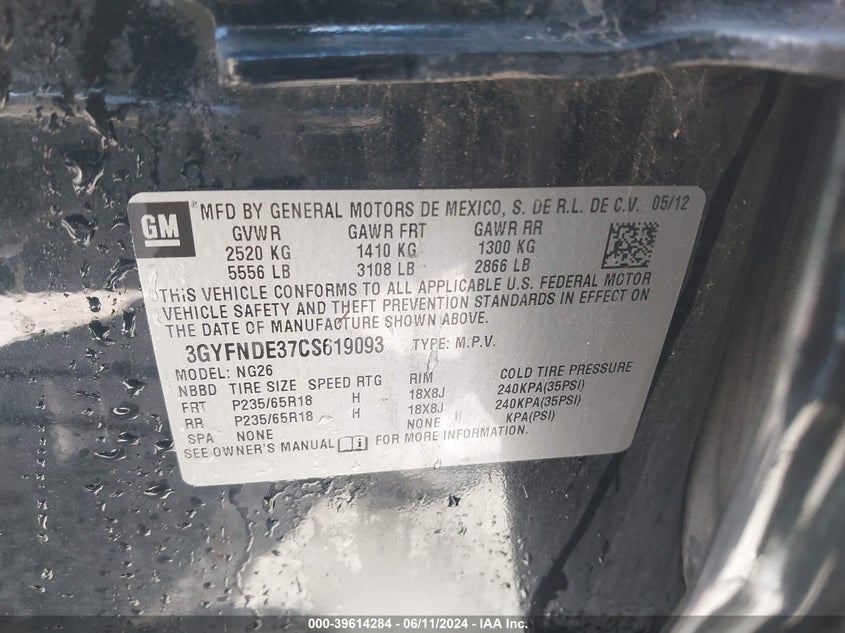 GM
® MFD BY GENERAL MOTORS DE MEXICO, S. DE R.L. DE C.V. 05/12
GVWR GAWR FRT GAWR RR
2520 KG 1410 KG 1300 KG
5556 LB 3108 LB 2866 LB
THIS VEHICLE CONFORMS TO ALL APPLICABLE U.S. FEDERAL MOTOR
VEHICLE SAFETY AND THEFT PREVENTION STANDARDS IN EFFECT ON
THE DATE OF MANUFACTURE SHOWN ABOVE.
3GYFNDE37CS619093 TYPE: M.P.V.
MODEL: NG26
NBBD TIRE SIZE SPEED RTG RIM COLD TIRE PRESSURE
FRT P235/65R18 H 18X8J 240KPA(35PSI)
RR P235/65R18 H 18X8J 240KPA(35PSI)
SPA NONE NONE KPA(PSI)
SEE OWNER'S MANUAL FOR MORE INFORMATION.
000-39614284 - 06/11/2024 - IAA Inc.